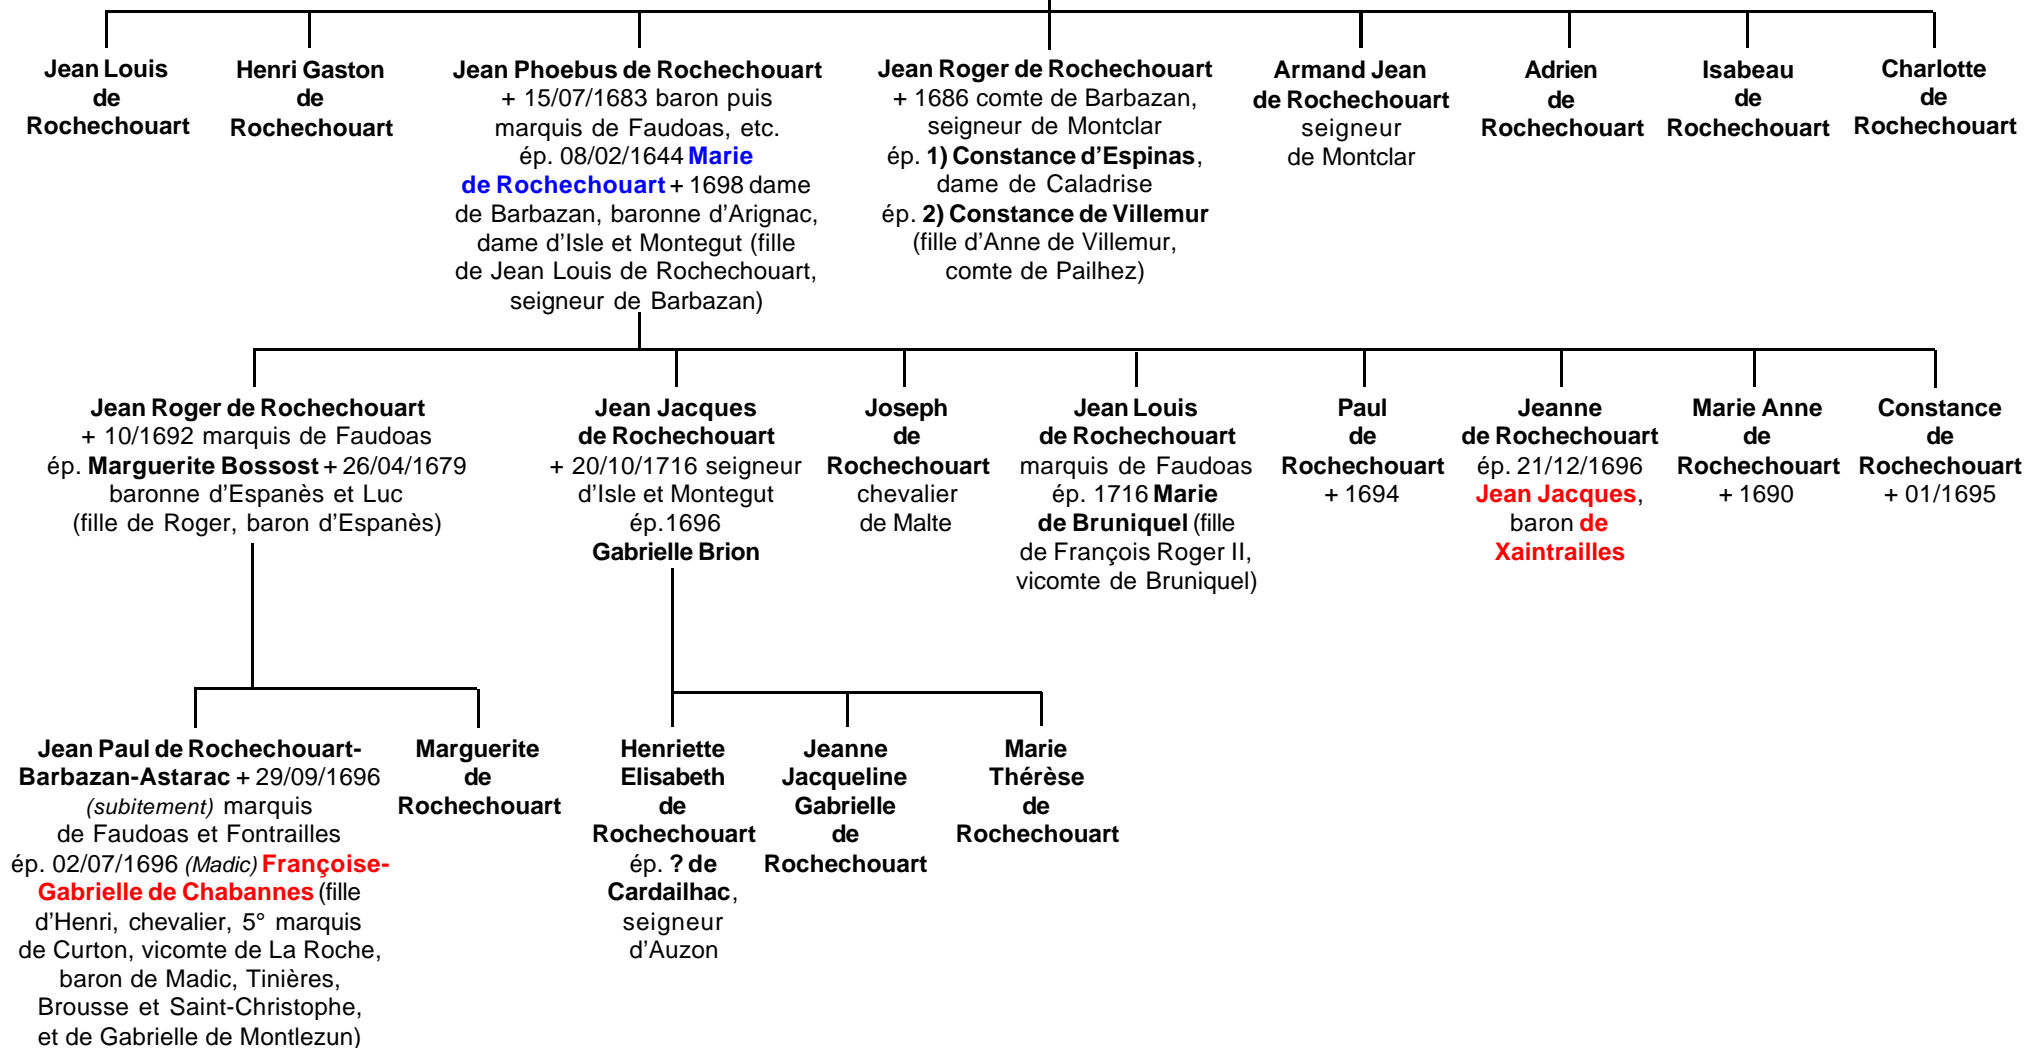 Jean Louis
de
Rochechouart
Henri Gaston
de
Rochechouart
Jean Phoebus de Rochechouart
+ 15/07/1683 baron puis
marquis de Faudoas, etc.
ép. 08/02/1644 Marie
de Rochechouart + 1698 dame
de Barbazan, baronne d’Arignac,
dame d’Isle et Montegut (fille
de Jean Louis de Rochechouart,
seigneur de Barbazan)
Jean Roger de Rochechouart
+ 1686 comte de Barbazan,
seigneur de Montclar
ép. 1) Constance d’Espinas,
dame de Caladrise
ép. 2) Constance de Villemur
(fille d’Anne de Villemur,
comte de Pailhez)
Armand Jean
de Rochechouart
seigneur
de Montclar
Adrien
de
Rochechouart
Isabeau
de
Rochechouart
Charlotte
de
Rochechouart
Jean Roger de Rochechouart
+ 10/1692 marquis de Faudoas
ép. Marguerite Bossost + 26/04/1679
baronne d’Espanès et Luc
(fille de Roger, baron d’Espanès)
Jean Jacques
de Rochechouart
+ 20/10/1716 seigneur
d’Isle et Montegut
ép.1696
Gabrielle Brion
Joseph
de
Rochechouart
chevalier
de Malte
Jean Louis
de Rochechouart
marquis de Faudoas
ép. 1716 Marie
de Bruniquel (fille
de François Roger II,
vicomte de Bruniquel)
Paul
de
Rochechouart
+ 1694
Jeanne
de Rochechouart
ép. 21/12/1696
Jean Jacques,
baron de
Xaintrailles
Marie Anne
de
Rochechouart
+ 1690
Constance
de
Rochechouart
+ 01/1695
Jean Paul de Rochechouart-
Barbazan-Astarac + 29/09/1696
(subitement) marquis
de Faudoas et Fontrailles
ép. 02/07/1696 (Madic) Françoise-
Gabrielle de Chabannes (fille
d’Henri, chevalier, 5° marquis
de Curton, vicomte de La Roche,
baron de Madic, Tinières,
Brousse et Saint-Christophe,
et de Gabrielle de Montlezun)
Marguerite
de
Rochechouart
Henriette
Elisabeth
de
Rochechouart
ép. ? de
Cardailhac,
seigneur
d’Auzon
Jeanne
Jacqueline
Gabrielle
de
Rochechouart
Marie
Thérèse
de
Rochechouart